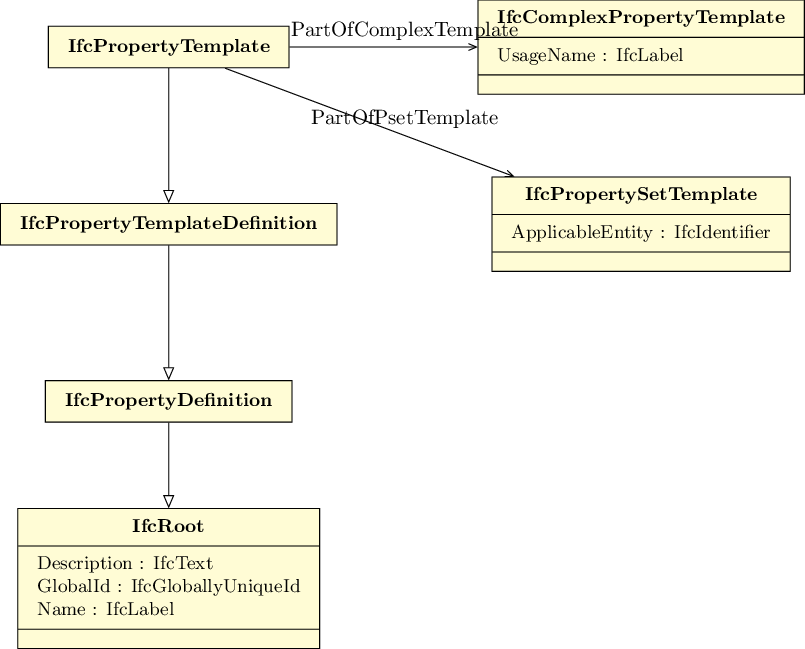 IfcPropertyTemplate
PartOfComplexTemplate
IfcComplexPropertyTemplate
UsageName : IfcLabel
PartOfPsetTemplate
IfcPropertySetTemplate
ApplicableEntity : IfcIdentifier
IfcPropertyTemplateDefinition
IfcPropertyDefinition
IfcRoot
Description : IfcText
GlobalId : IfcGloballyUniqueId
Name : IfcLabel